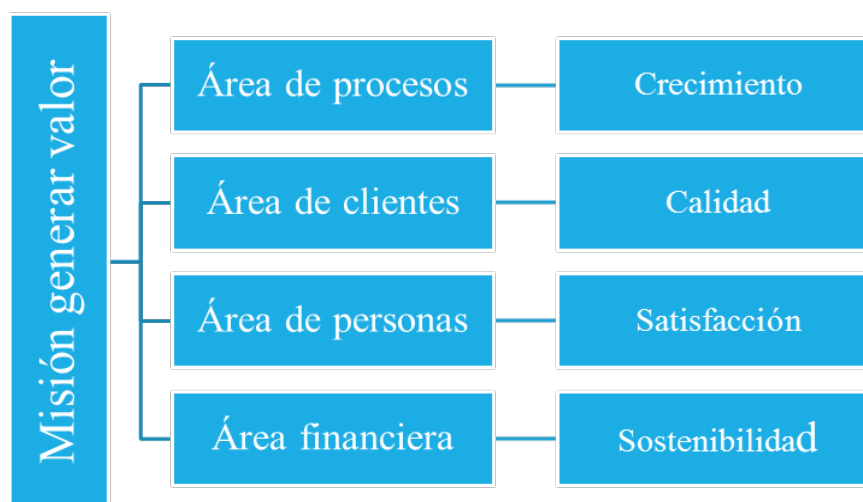 Misión generar valor
Área de procesos
Crecimiento
Área de clientes
Calidad
Área de personas
Satisfacción
Área financiera
Sostenibilidad